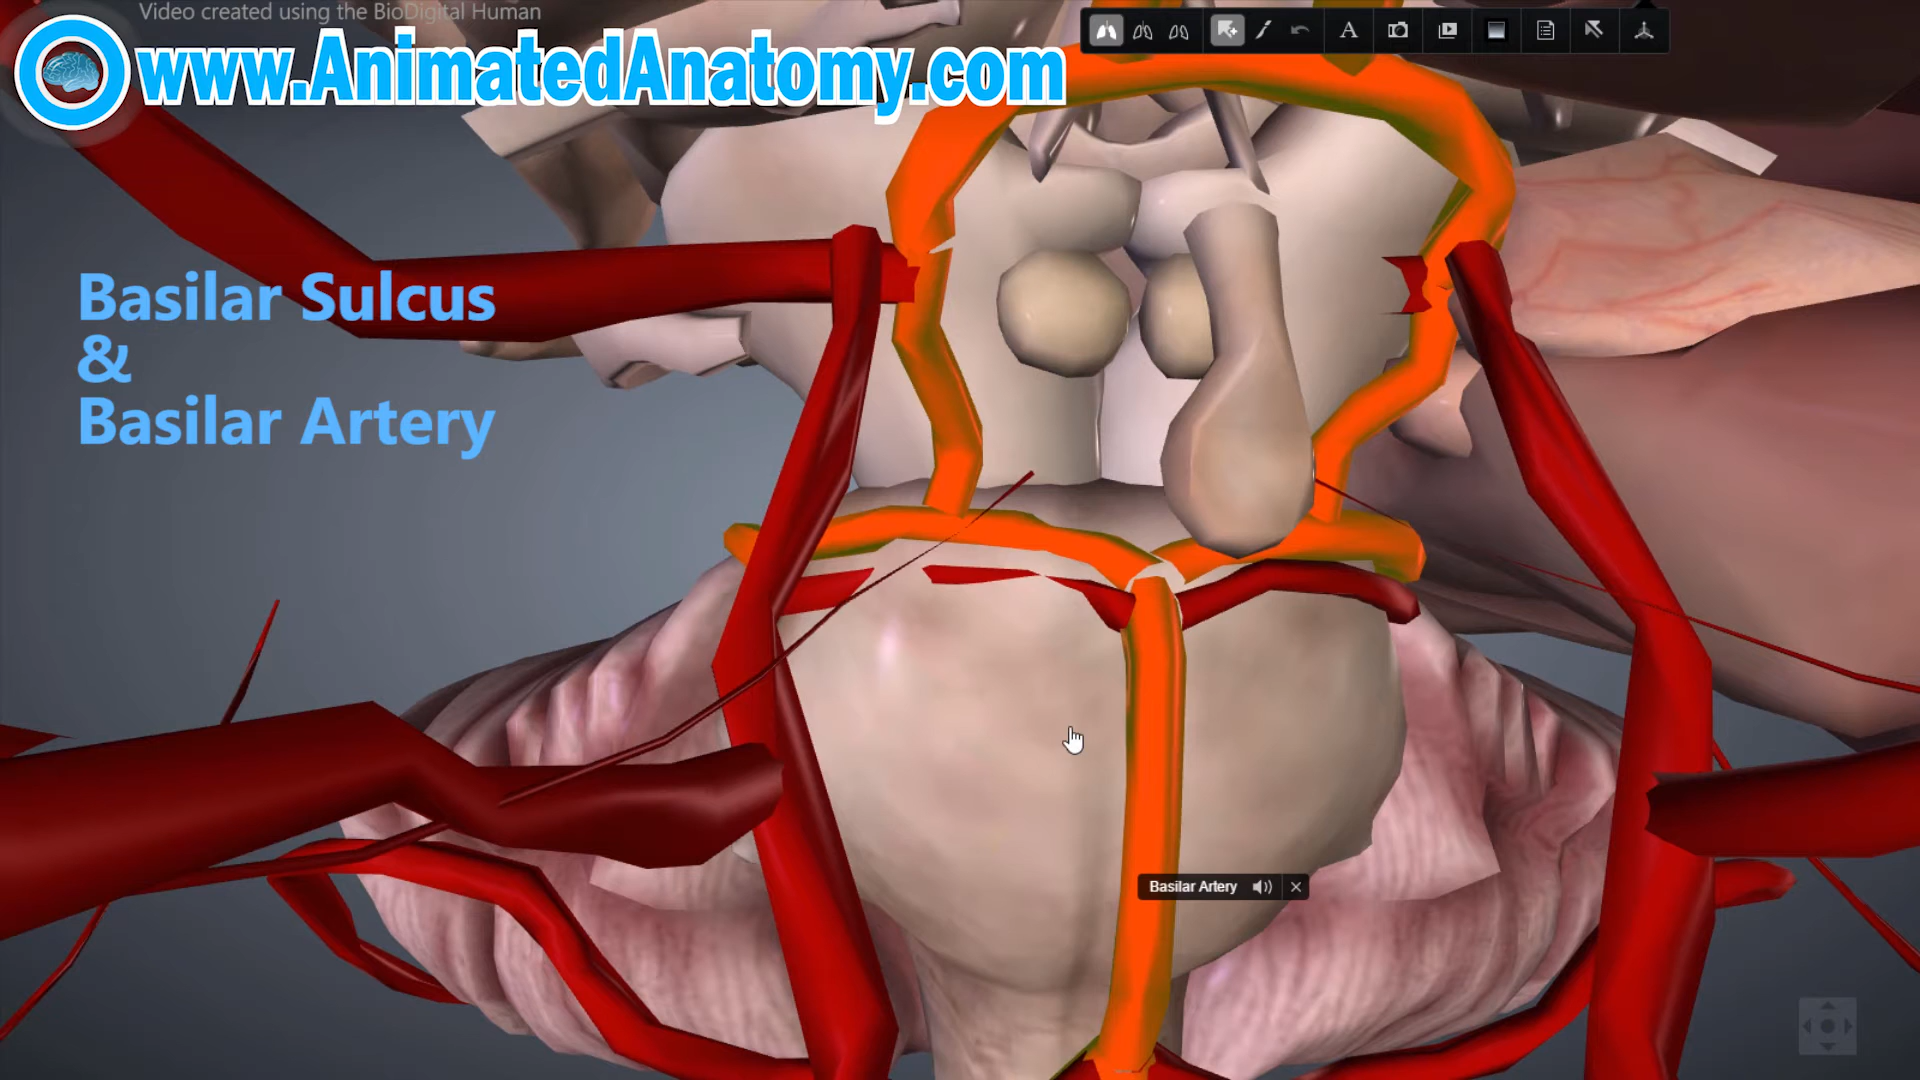 Video created using the BioDigital Human
www.AnimatedAnatomy.com
A
Basilar Sulcus
&
Basilar Artery
Basilar Artery